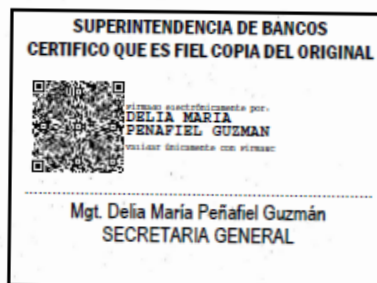 SUPERINTENDENCIA DE BANCOS
CERTIFICO QUE ES FIEL COPIA DEL ORIGINAL
Firmado electrónicamente por:
DELIA MARIA
PENAFIEL GUZMAN
Validar únicamente con FirmaEC
Mgt. Delia María Peñafiel Guzmán
SECRETARIA GENERAL